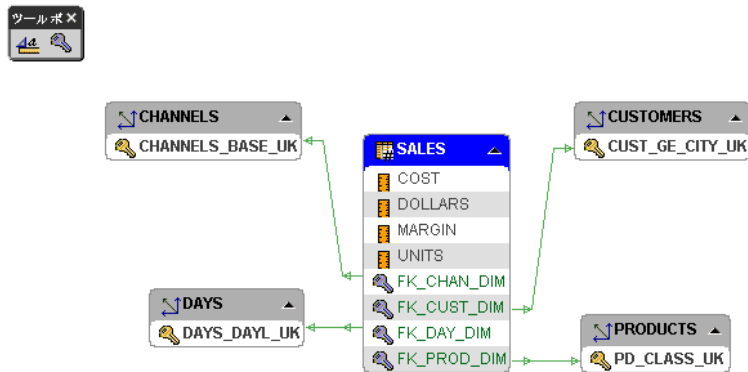 ツールボ
CHANNELS
CHANNELS_BASE_UK
SALES
COST
DOLLARS
MARGIN
UNITS
FK_CHAN_DIM
FK_CUST_DIM
FK_DAY_DIM
FK_PROD_DIM
CUSTOMERS
CUST_GE_CITY_UK
DAYS
DAYS_DAYL_UK
PRODUCTS
PD_CLASS_UK